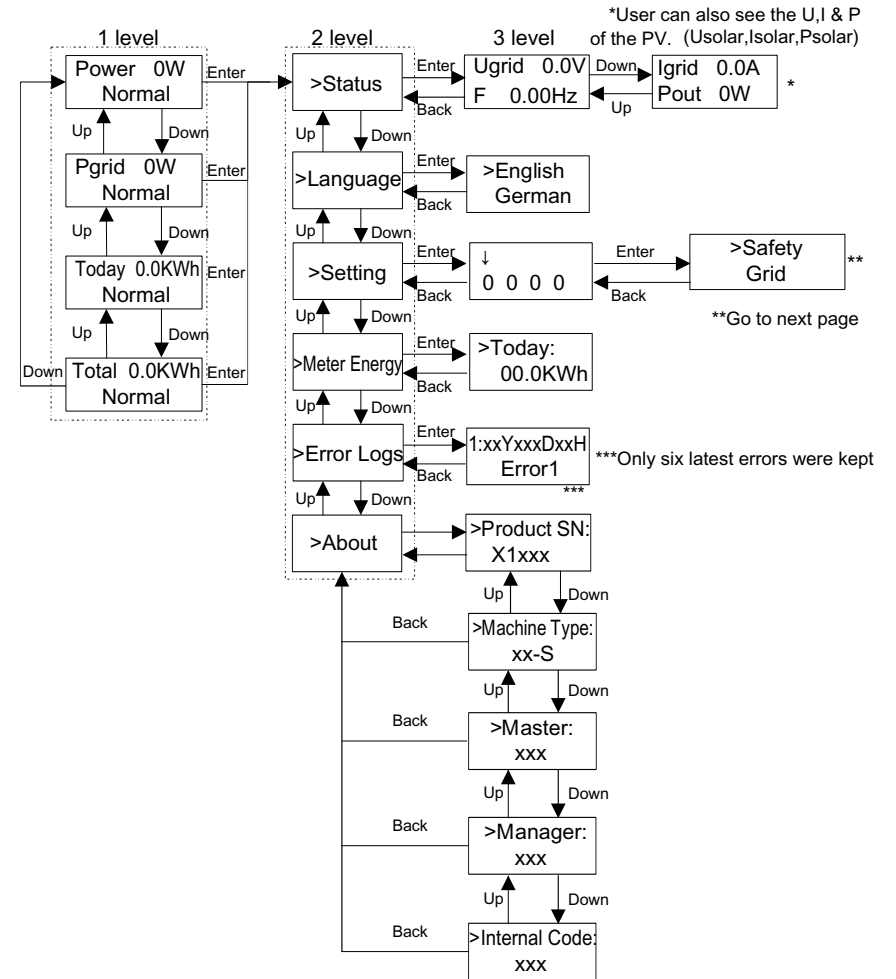 *User can also see the U,I & P
of the PV. (Usolar,Isolar,Psolar)
1 level
2 level
3 level
Power 0W
Normal
Enter
>Status
Enter
Back
Ugrid 0.0V
F 0.00Hz
Down
Up
Igrid 0.0A
Pout 0W
*
Up
Down
Up
Down
Pgrid 0W
Normal
Enter
>Language
Enter
Back
>English
German
Up
Down
Up
Down
Today 0.0KWh
Normal
Enter
>Setting
Enter
Back
↓
0 0 0 0
Enter
Back
>Safety
Grid
**
**Go to next page
Up
Down
Up
Down
Down
Total 0.0KWh
Normal
Enter
>Meter Energy
Enter
Back
>Today:
00.0KWh
Up
Down
>Error Logs
Enter
Back
1:xxYxxxDxxH
Error1
***
***Only six latest errors were kept
Up
Down
>About
>Product SN:
X1xxx
Up
Down
Back
>Machine Type:
xx-S
Up
Down
Back
>Master:
xxx
Up
Down
Back
>Manager:
xxx
Up
Down
Back
>Internal Code:
xxx